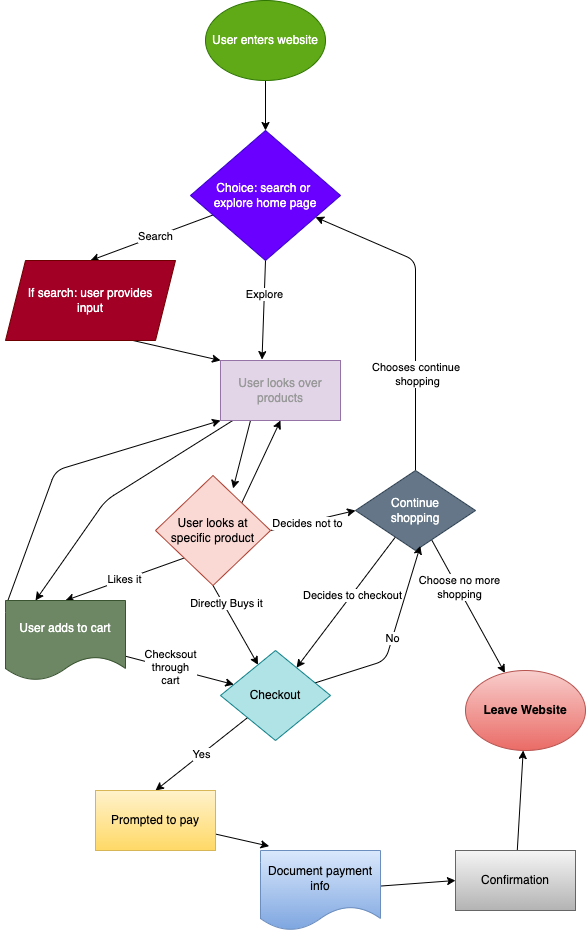 User enters website
Choice: search or
explore home page
Search
If search: user provides
input
Explore
User looks over
products
Chooses continue
shopping
User looks at
specific product
Decides not to
Continue
shopping
Likes it
Directly Buys it
Decides to checkout
Choose no more
shopping
User adds to cart
Checksout
through
cart
No
Checkout
Leave Website
Yes
Prompted to pay
Document payment
info
Confirmation